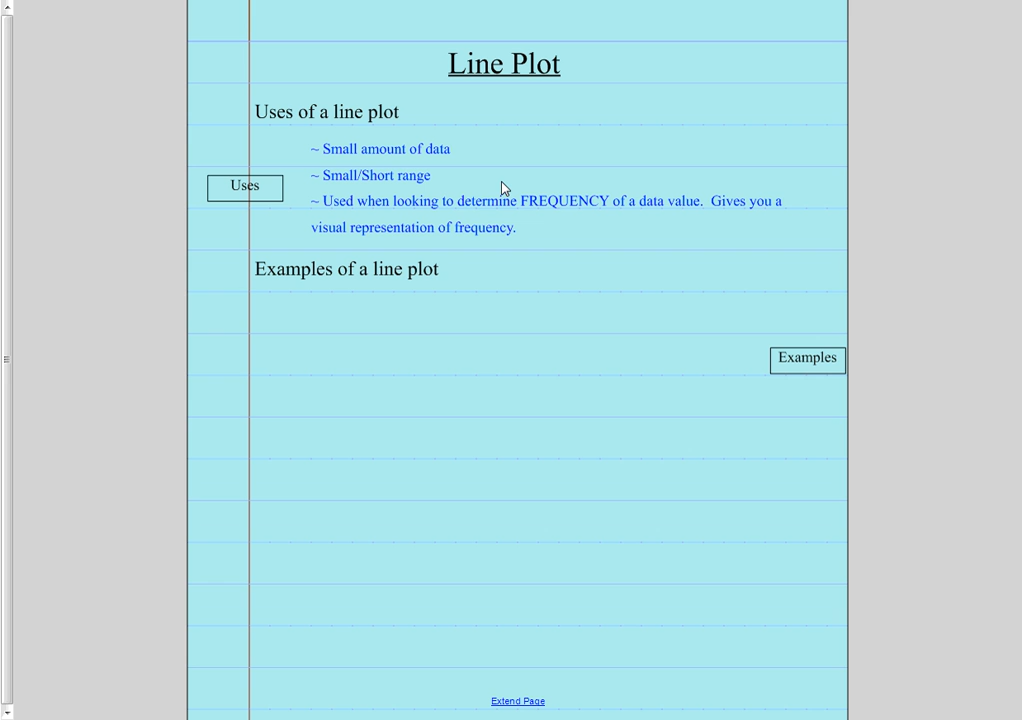 Line Plot
Uses of a line plot
~ Small amount of data
Uses
~ Small/Short range
~ Used when looking to determine FREQUENCY of a data value.  Gives you a
visual representation of frequency.
Examples of a line plot
Examples
Extend Page